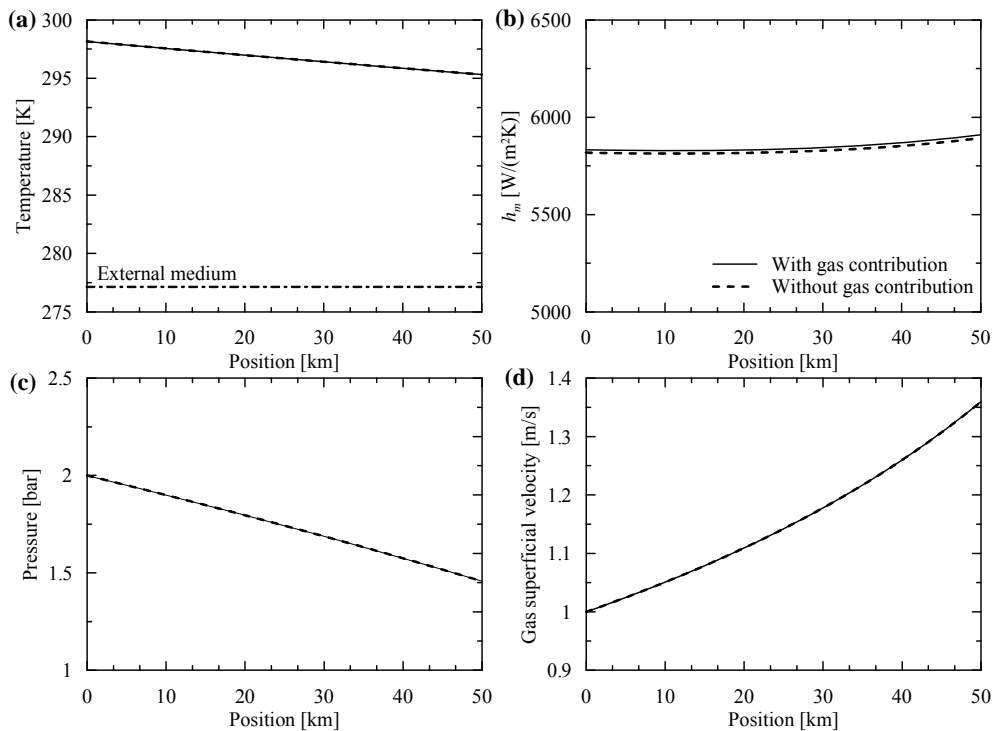 (a)
300
295
290
285
280
275
Temperature [K]
External medium
0 10 20 30 40 50
Position [km]
(b)
6500
6000
5500
5000
h_m [W/(m²K)]
With gas contribution
Without gas contribution
0 10 20 30 40 50
Position [km]
(c)
2.5
2
1.5
1
Pressure [bar]
0 10 20 30 40 50
Position [km]
(d)
1.4
1.3
1.2
1.1
1
0.9
Gas superficial velocity [m/s]
0 10 20 30 40 50
Position [km]